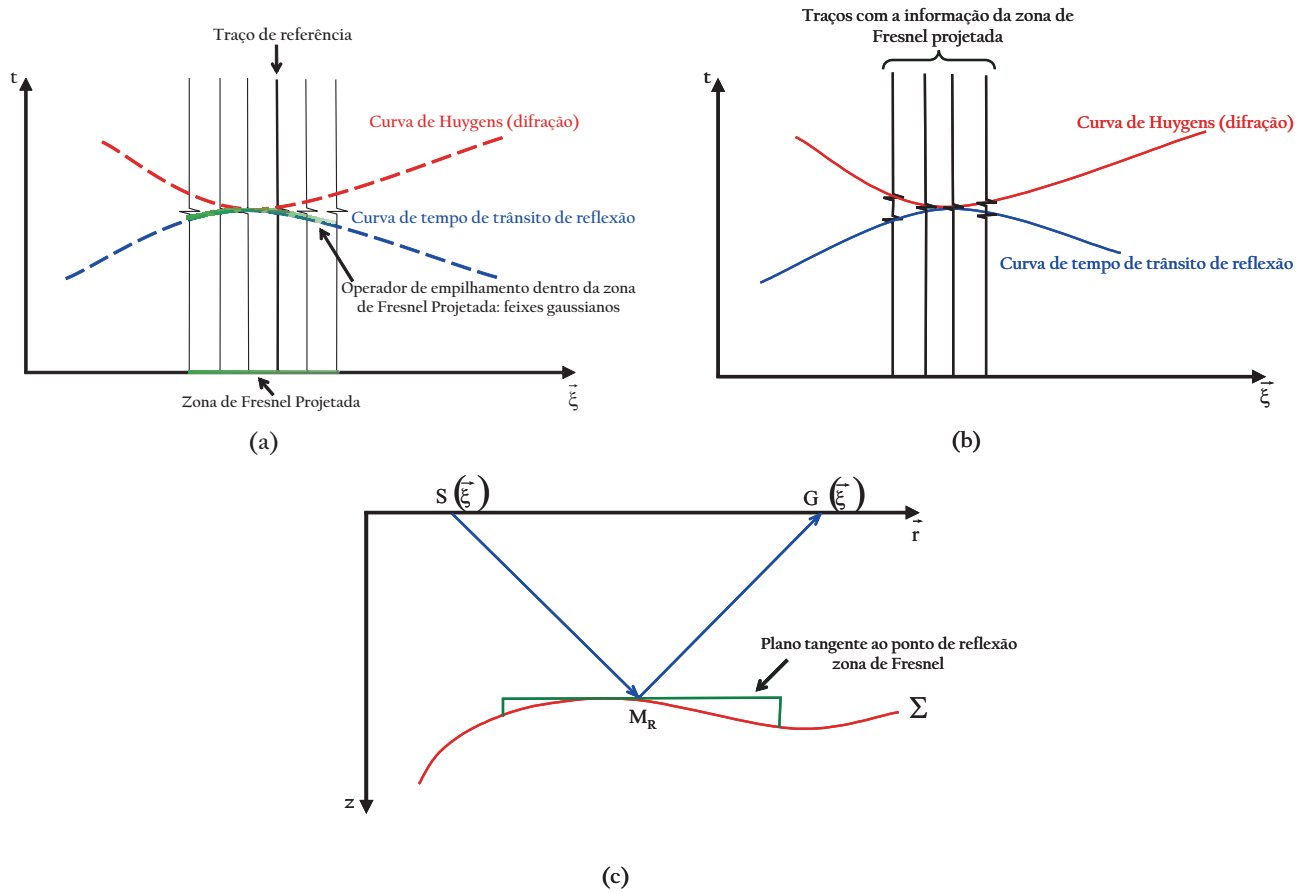 Traço de referência
t
Curva de Huygens (difração)
Curva de tempo de trânsito de reflexão
Operador de empilhamento dentro da zona
de Fresnel Projetada: feixes gaussianos
Zona de Fresnel Projetada
ξ⃗
(a)
Traços com a informação da zona de
Fresnel projetada
t
Curva de Huygens (difração)
Curva de tempo de trânsito de reflexão
ξ⃗
(b)
S (ξ⃗)
G (ξ⃗)
r⃗
Plano tangente ao ponto de reflexão
zona de Fresnel
M_R
Σ
z
(c)